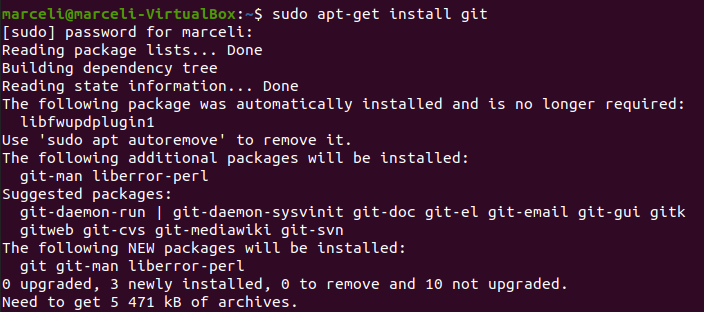 marceli@marceli-VirtualBox:~$ sudo apt-get install git
[sudo] password for marceli:
Reading package lists... Done
Building dependency tree
Reading state information... Done
The following package was automatically installed and is no longer required:
  libfwupdplugin1
Use 'sudo apt autoremove' to remove it.
The following additional packages will be installed:
  git-man liberror-perl
Suggested packages:
  git-daemon-run | git-daemon-sysvinit git-doc git-el git-email git-gui gitk
  gitweb git-cvs git-mediawiki git-svn
The following NEW packages will be installed:
  git git-man liberror-perl
0 upgraded, 3 newly installed, 0 to remove and 10 not upgraded.
Need to get 5 471 kB of archives.